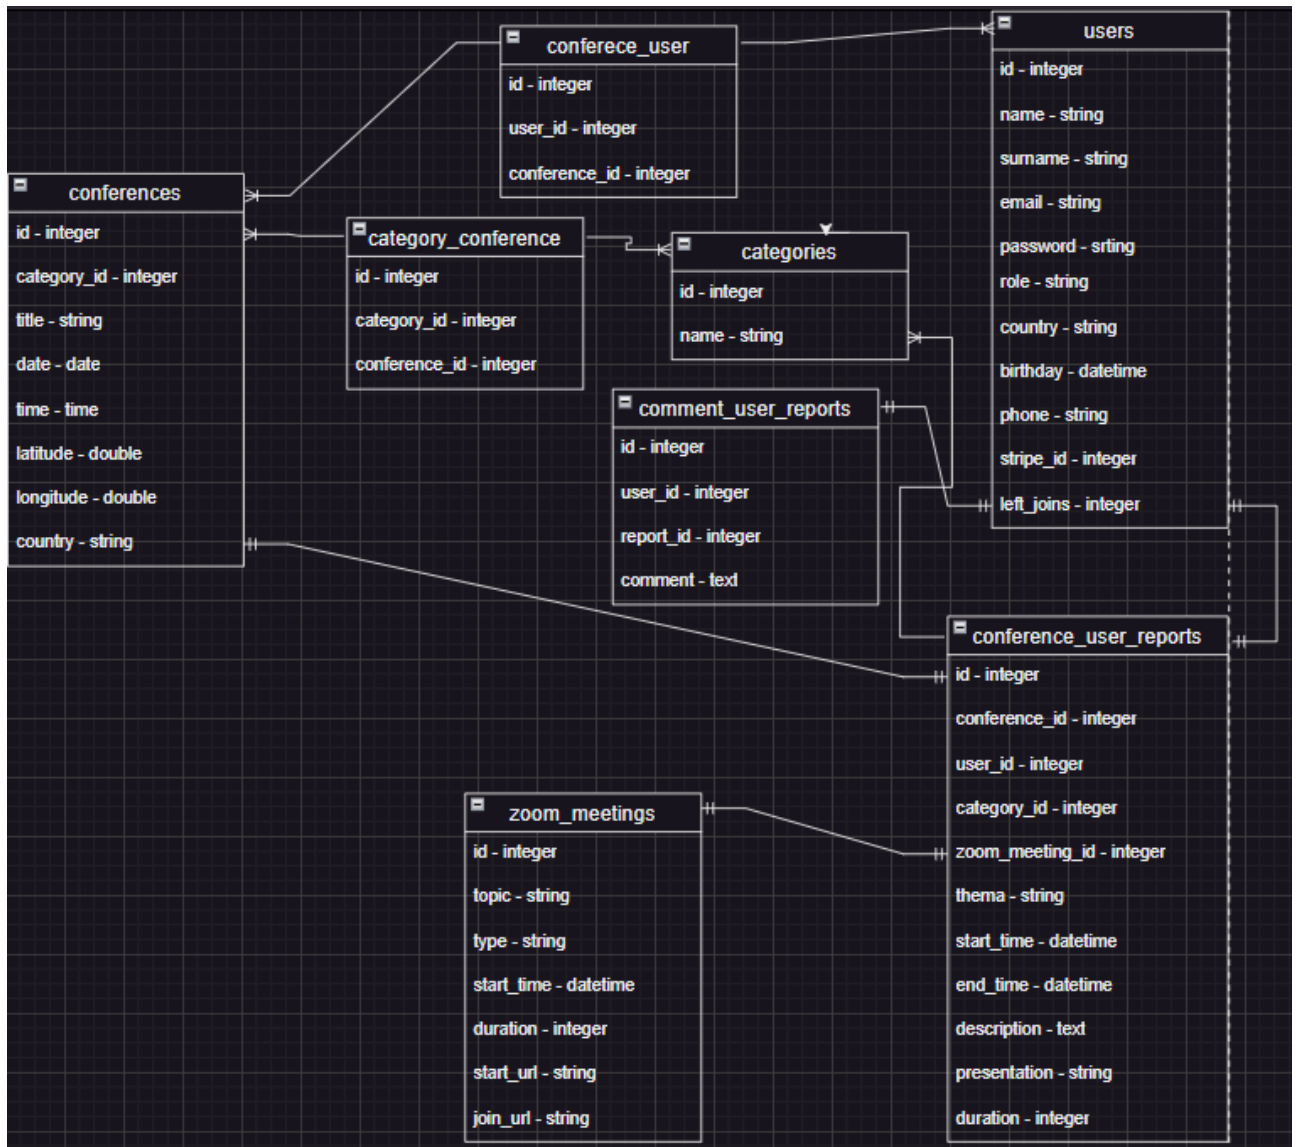 conferece_user
id - integer
user_id - integer
conference_id - integer
users
id - integer
name - string
surname - string
email - string
password - srting
role - string
country - string
birthday - datetime
phone - string
stripe_id - integer
left_joins - integer
conferences
id - integer
category_id - integer
title - string
date - date
time - time
latitude - double
longitude - double
country - string
category_conference
id - integer
category_id - integer
conference_id - integer
categories
id - integer
name - string
comment_user_reports
id - integer
user_id - integer
report_id - integer
comment - text
conference_user_reports
id - integer
conference_id - integer
user_id - integer
category_id - integer
zoom_meeting_id - integer
thema - string
start_time - datetime
end_time - datetime
description - text
presentation - string
duration - integer
zoom_meetings
id - integer
topic - string
type - string
start_time - datetime
duration - integer
start_url - string
join_url - string